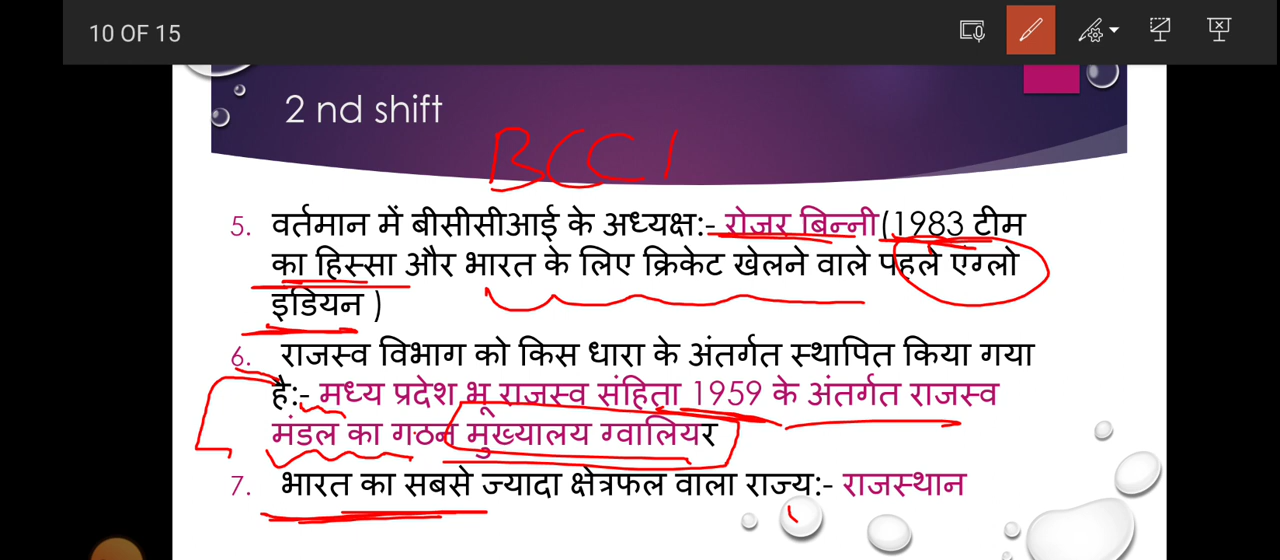 10 OF 15
2 nd shift
BCCI
5. वर्तमान में बीसीसीआई के अध्यक्ष:- रोजर बिन्नी(1983 टीम
का हिस्सा और भारत के लिए क्रिकेट खेलने वाले पहले एंग्लो
इंडियन )
6. राजस्व विभाग को किस धारा के अंतर्गत स्थापित किया गया
है:- मध्य प्रदेश भू राजस्व संहिता 1959 के अंतर्गत राजस्व
मंडल का गठन मुख्यालय ग्वालियर
7. भारत का सबसे ज्यादा क्षेत्रफल वाला राज्य:- राजस्थान